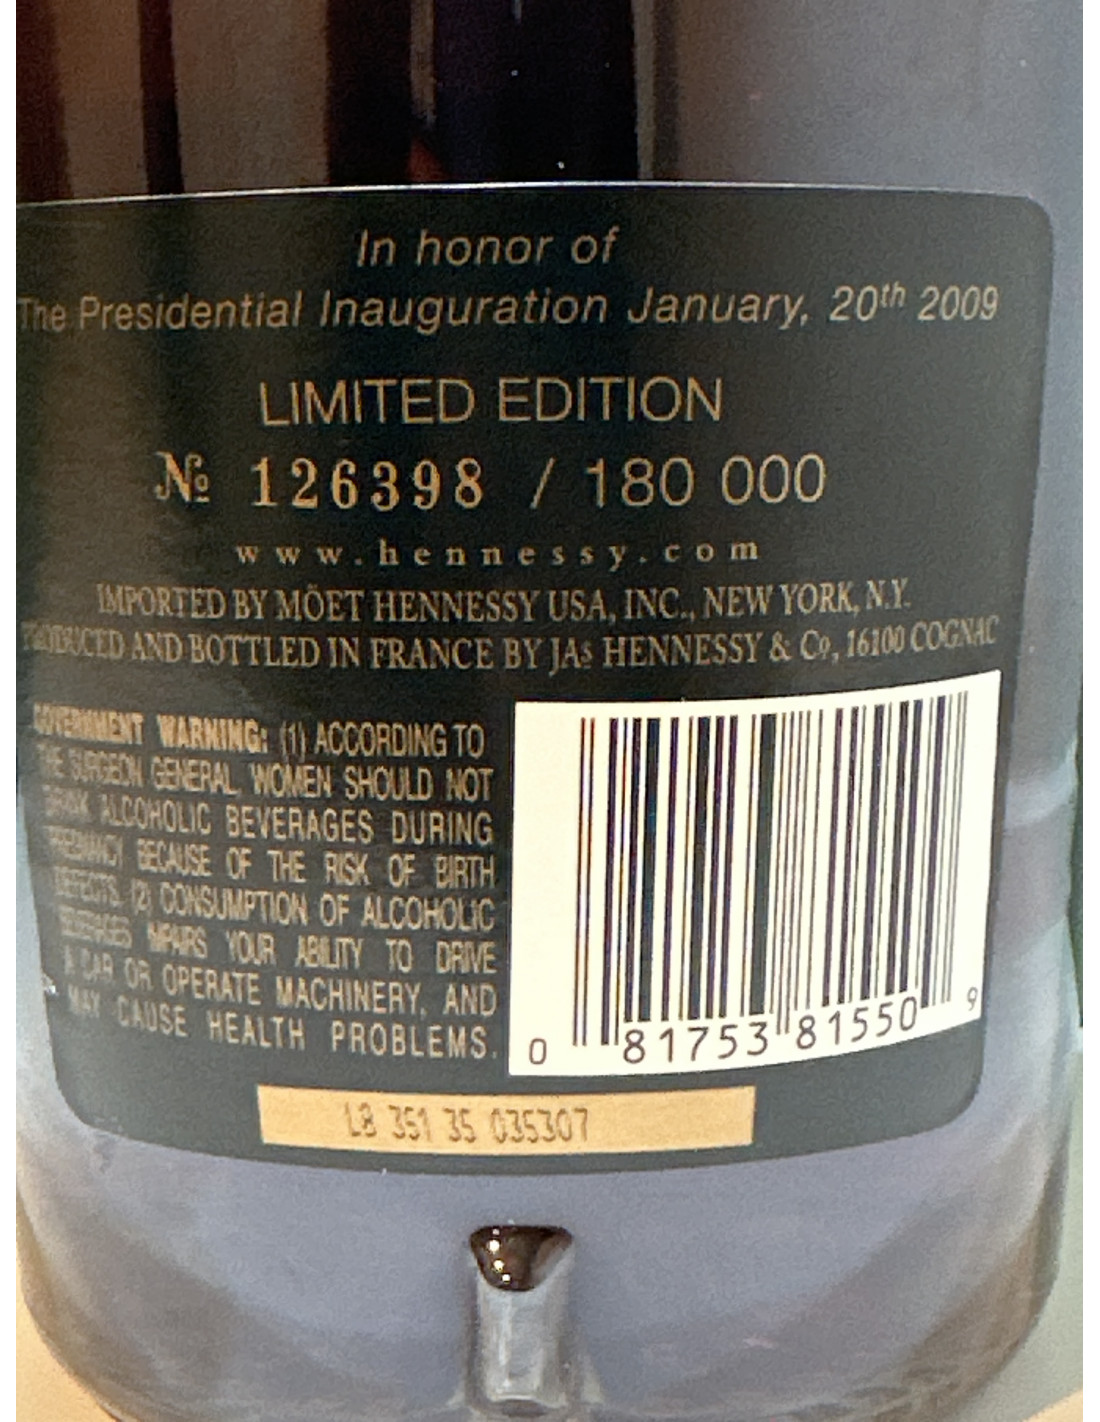 In honor of
The Presidential Inauguration January, 20th 2009
LIMITED EDITION
№ 126398 / 180 000
www.hennessy.com
IMPORTED BY MÖET HENNESSY USA, INC., NEW YORK, N.Y.
PRODUCED AND BOTTLED IN FRANCE BY JAS HENNESSY & Co, 16100 COGNAC
GOVERNMENT WARNING: (1) ACCORDING TO
THE SURGEON GENERAL, WOMEN SHOULD NOT
DRINK ALCOHOLIC BEVERAGES DURING
PREGNANCY BECAUSE OF THE RISK OF BIRTH
DEFECTS. (2) CONSUMPTION OF ALCOHOLIC
BEVERAGES IMPAIRS YOUR ABILITY TO DRIVE
A CAR OR OPERATE MACHINERY, AND
MAY CAUSE HEALTH PROBLEMS.
0 81753 81550 9
L8 351 35 035307